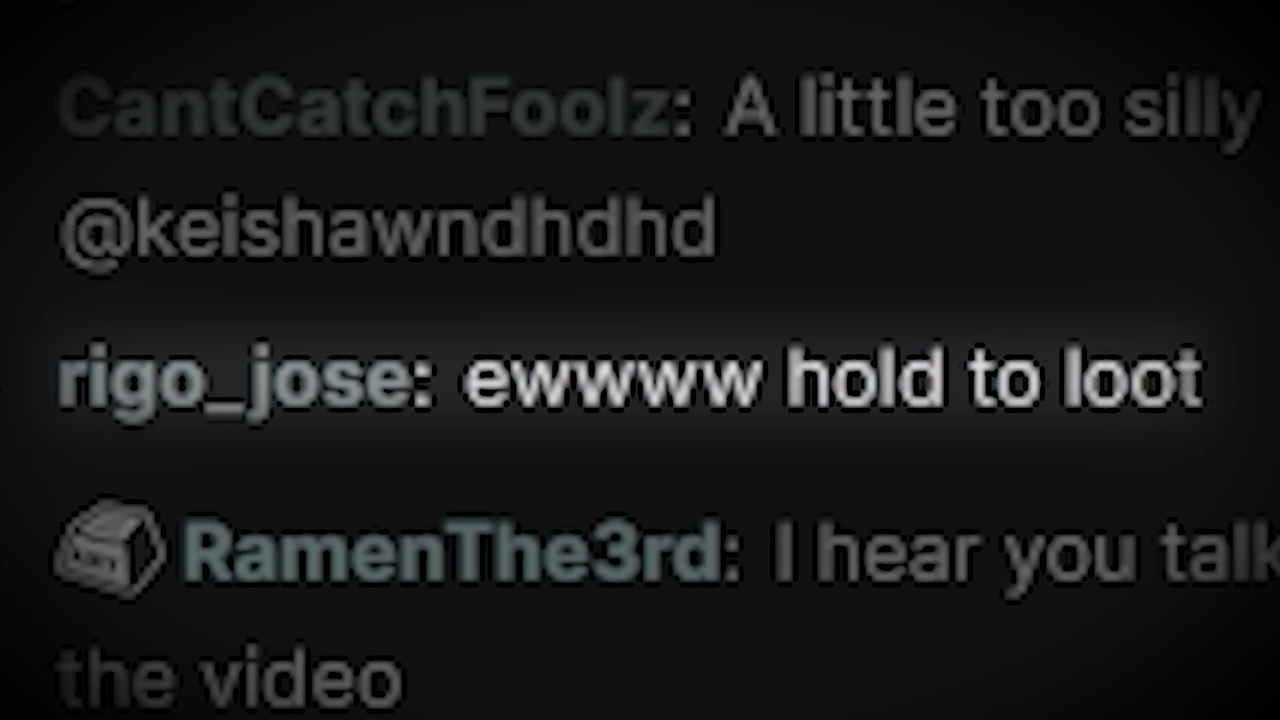 CantCatchFoolz: A little too silly
@keishawndhdhd
rigo_jose: ewwww hold to loot
RamenThe3rd: I hear you talk
the video